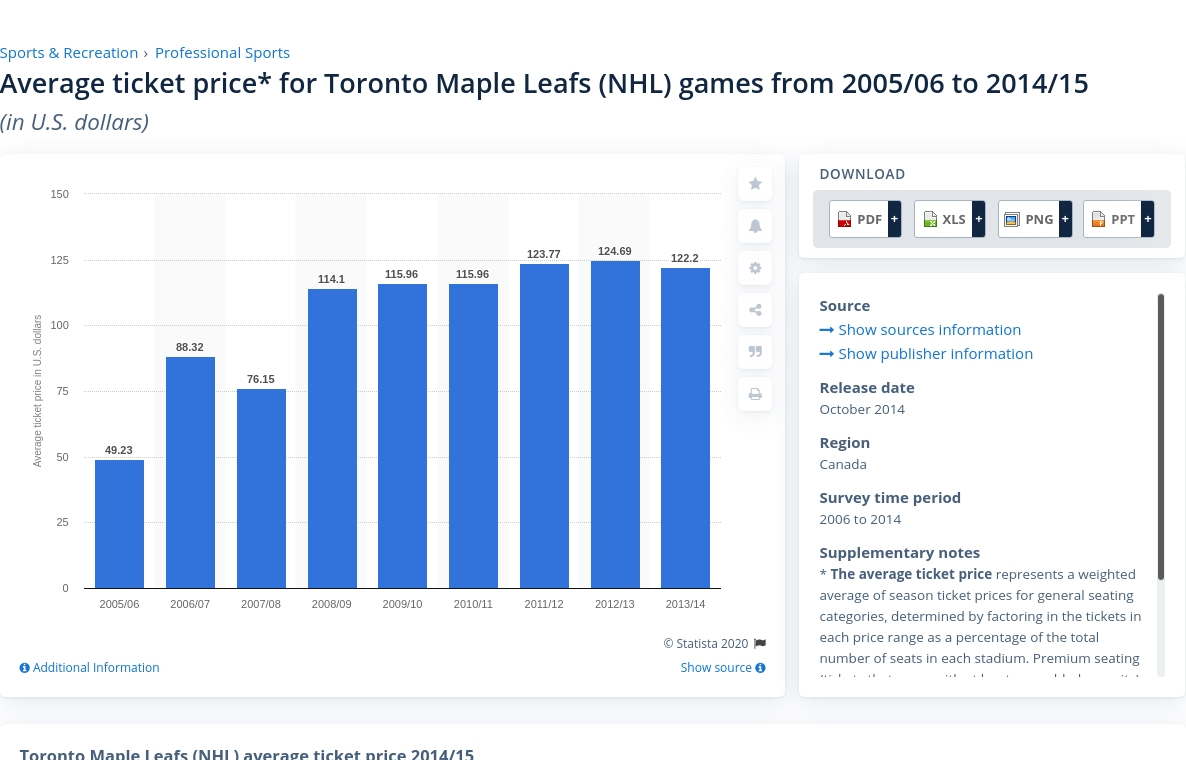 Sports & Recreation › Professional Sports
Average ticket price* for Toronto Maple Leafs (NHL) games from 2005/06 to 2014/15
(in U.S. dollars)
150
125
100
75
50
25
0
Average ticket price in U.S. dollars
49.23
88.32
76.15
114.1
115.96
115.96
123.77
124.69
122.2
2005/06 2006/07 2007/08 2008/09 2009/10 2010/11 2011/12 2012/13 2013/14
© Statista 2020
Additional Information
Show source
DOWNLOAD
PDF + XLS + PNG + PPT +
Source
Show sources information
Show publisher information
Release date
October 2014
Region
Canada
Survey time period
2006 to 2014
Supplementary notes
* The average ticket price represents a weighted
average of season ticket prices for general seating
categories, determined by factoring in the tickets in
each price range as a percentage of the total
number of seats in each stadium. Premium seating
Toronto Maple Leafs (NHL) average ticket price 2014/15